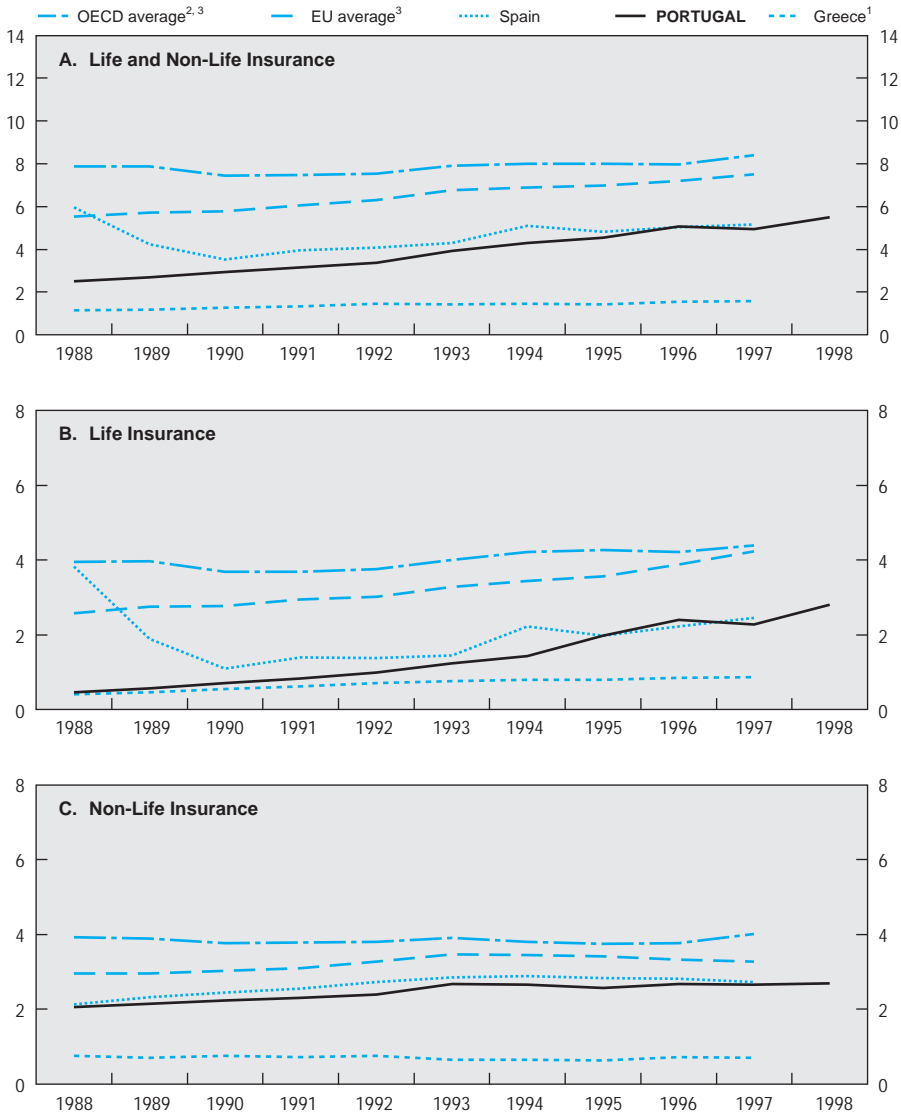 OECD average2, 3 EU average3 Spain PORTUGAL Greece1
14 14
A. Life and Non-Life Insurance
12 12
10 10
8 8
6 6
4 4
2 2
0 0
1988 1989 1990 1991 1992 1993 1994 1995 1996 1997 1998
8 8
B. Life Insurance
6 6
4 4
2 2
0 0
1988 1989 1990 1991 1992 1993 1994 1995 1996 1997 1998
8 8
C. Non-Life Insurance
6 6
4 4
2 2
0 0
1988 1989 1990 1991 1992 1993 1994 1995 1996 1997 1998